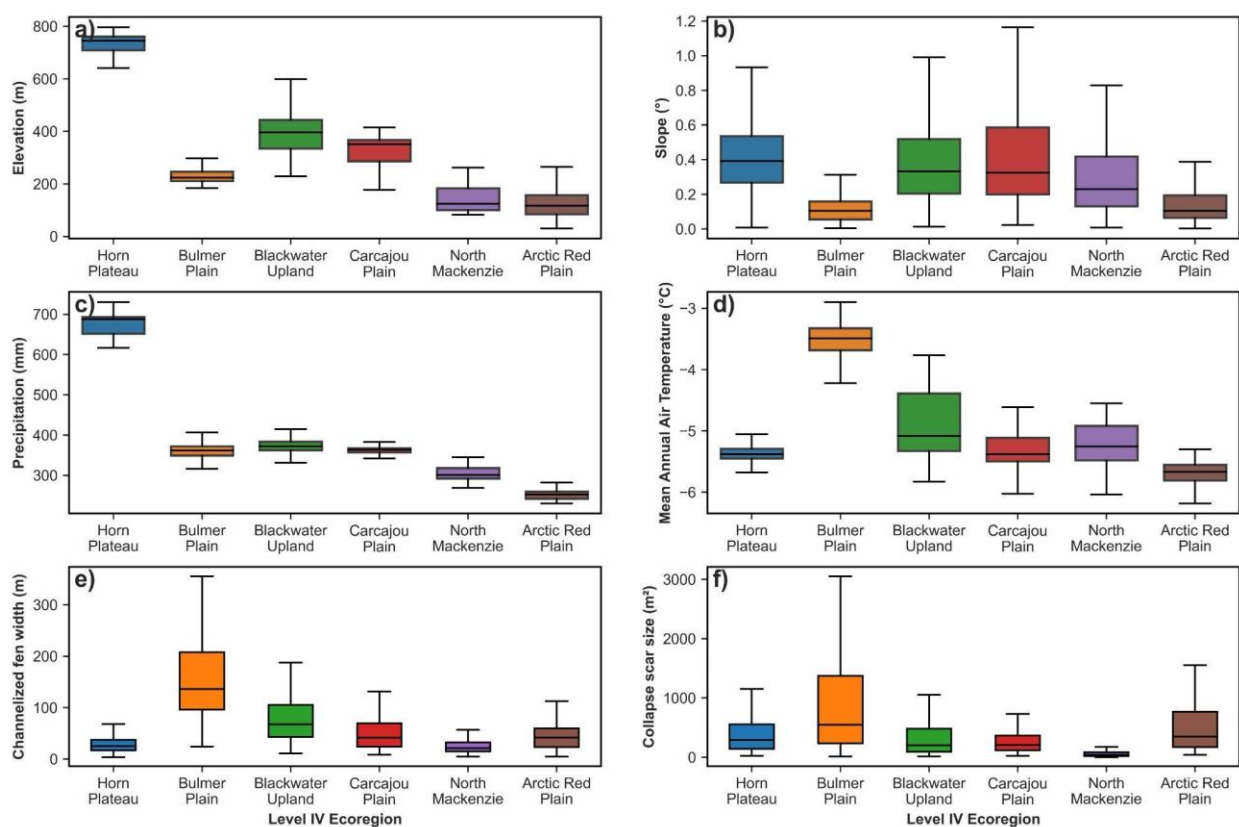 a)
Elevation (m)
800
600
400
200
0
Horn Plateau
Bulmer Plain
Blackwater Upland
Carcajou Plain
North Mackenzie
Arctic Red Plain
b)
Slope (°)
1.2
1.0
0.8
0.6
0.4
0.2
0.0
Horn Plateau
Bulmer Plain
Blackwater Upland
Carcajou Plain
North Mackenzie
Arctic Red Plain
c)
Precipitation (mm)
700
600
500
400
300
Horn Plateau
Bulmer Plain
Blackwater Upland
Carcajou Plain
North Mackenzie
Arctic Red Plain
d)
Mean Annual Air Temperature (°C)
−3
−4
−5
−6
Horn Plateau
Bulmer Plain
Blackwater Upland
Carcajou Plain
North Mackenzie
Arctic Red Plain
e)
Channelized fen width (m)
300
200
100
0
Horn Plateau
Bulmer Plain
Blackwater Upland
Carcajou Plain
North Mackenzie
Arctic Red Plain
Level IV Ecoregion
f)
Collapse scar size (m²)
3000
2000
1000
0
Horn Plateau
Bulmer Plain
Blackwater Upland
Carcajou Plain
North Mackenzie
Arctic Red Plain
Level IV Ecoregion